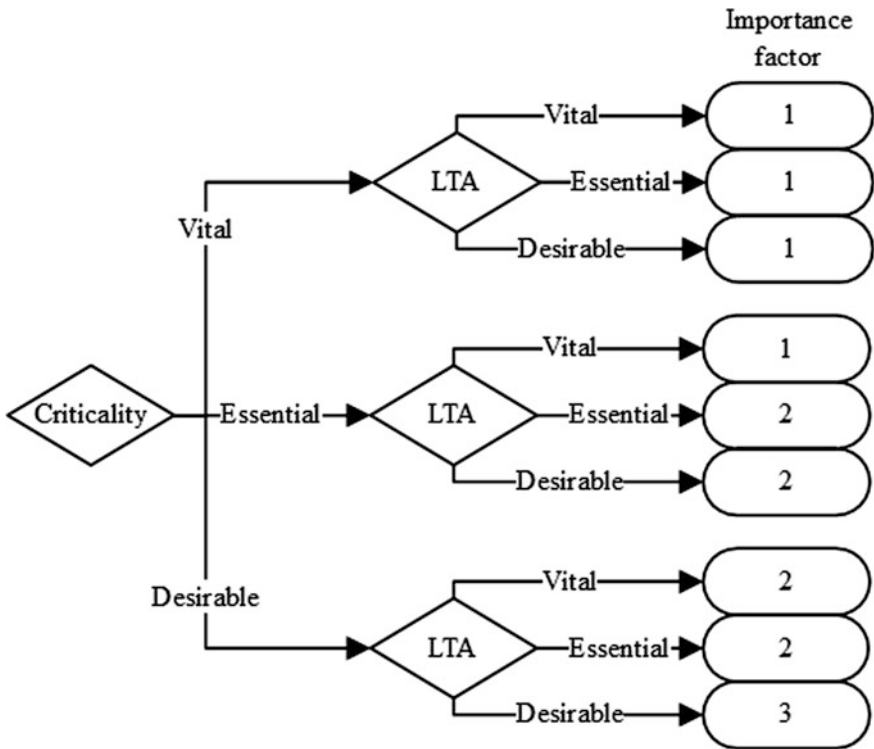 Importance
factor
Vital
1
LTA
Essential
1
Vital
Desirable
1
Vital
1
Criticality
Essential
LTA
Essential
2
Desirable
2
Vital
2
Desirable
LTA
Essential
2
Desirable
3